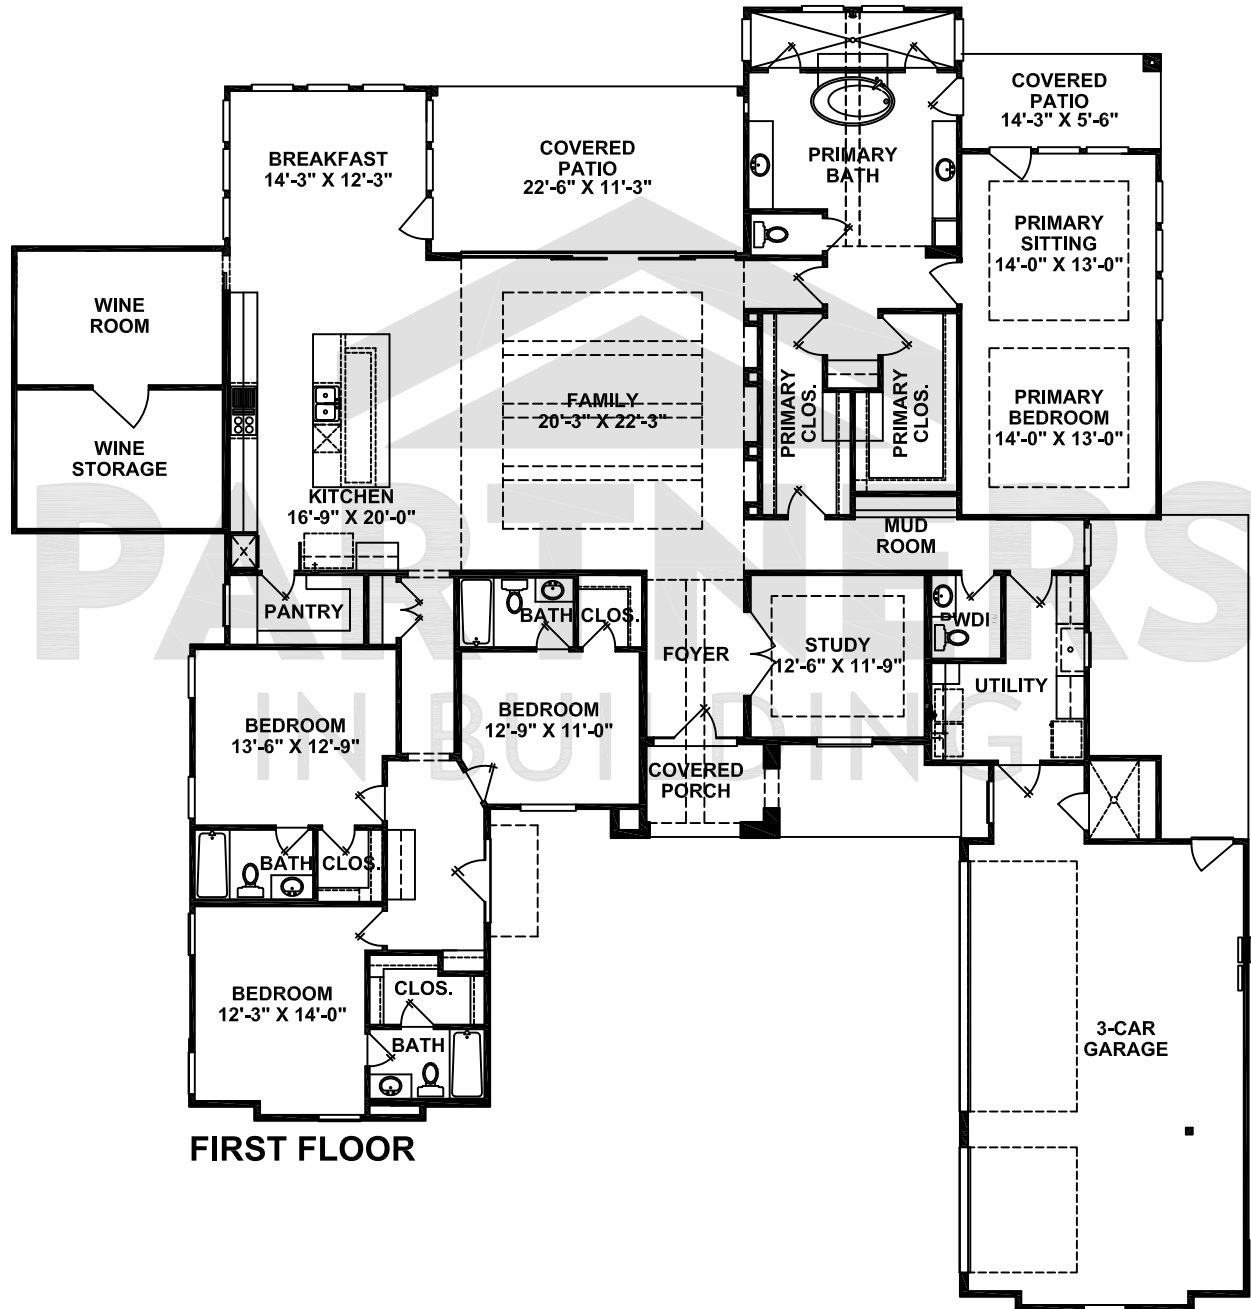 COVERED
PATIO
14'-3" X 5'-6"
BREAKFAST
14'-3" X 12'-3"
COVERED
PATIO
22'-6" X 11'-3"
PRIMARY
BATH
PRIMARY
SITTING
14'-0" X 13'-0"
WINE
ROOM
WINE
STORAGE
FAMILY
20'-3" X 22'-3"
PRIMARY
CLOS.
PRIMARY
CLOS.
PRIMARY
BEDROOM
14'-0" X 13'-0"
KITCHEN
16'-9" X 20'-0"
MUD
ROOM
PARTNERS
IN BUILDING
PANTRY
BATH
CLOS.
FOYER
STUDY
12'-6" X 11'-9"
PWDI
UTILITY
BEDROOM
13'-6" X 12'-9"
BEDROOM
12'-9" X 11'-0"
COVERED
PORCH
BATH
CLOS.
BEDROOM
12'-3" X 14'-0"
CLOS.
BATH
3-CAR
GARAGE
FIRST FLOOR